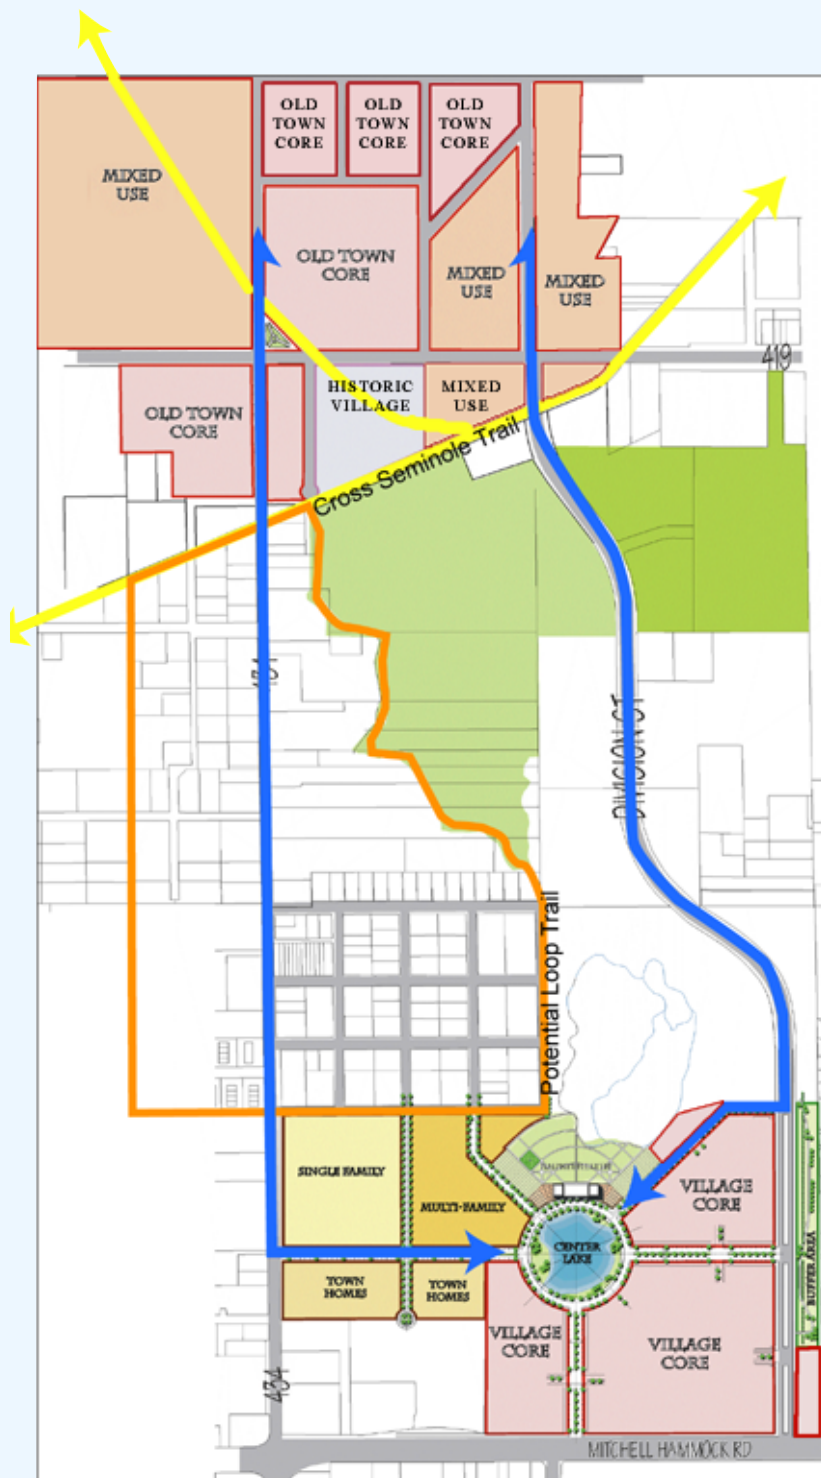 OLD
TOWN
CORE
OLD
TOWN
CORE
OLD
TOWN
CORE
MIXED
USE
OLD TOWN
CORE
MIXED
USE
MIXED
USE
419
HISTORIC
VILLAGE
MIXED
USE
OLD TOWN
CORE
Cross Seminole Trail
434
DIVISION CT
Potential Loop Trail
SINGLE FAMILY
MULTI-FAMILY
VILLAGE
CORE
CENTER
LAKE
BUFFER AREA
TOWN
HOMES
TOWN
HOMES
VILLAGE
CORE
VILLAGE
CORE
434
MITCHELL HAMMOCK RD